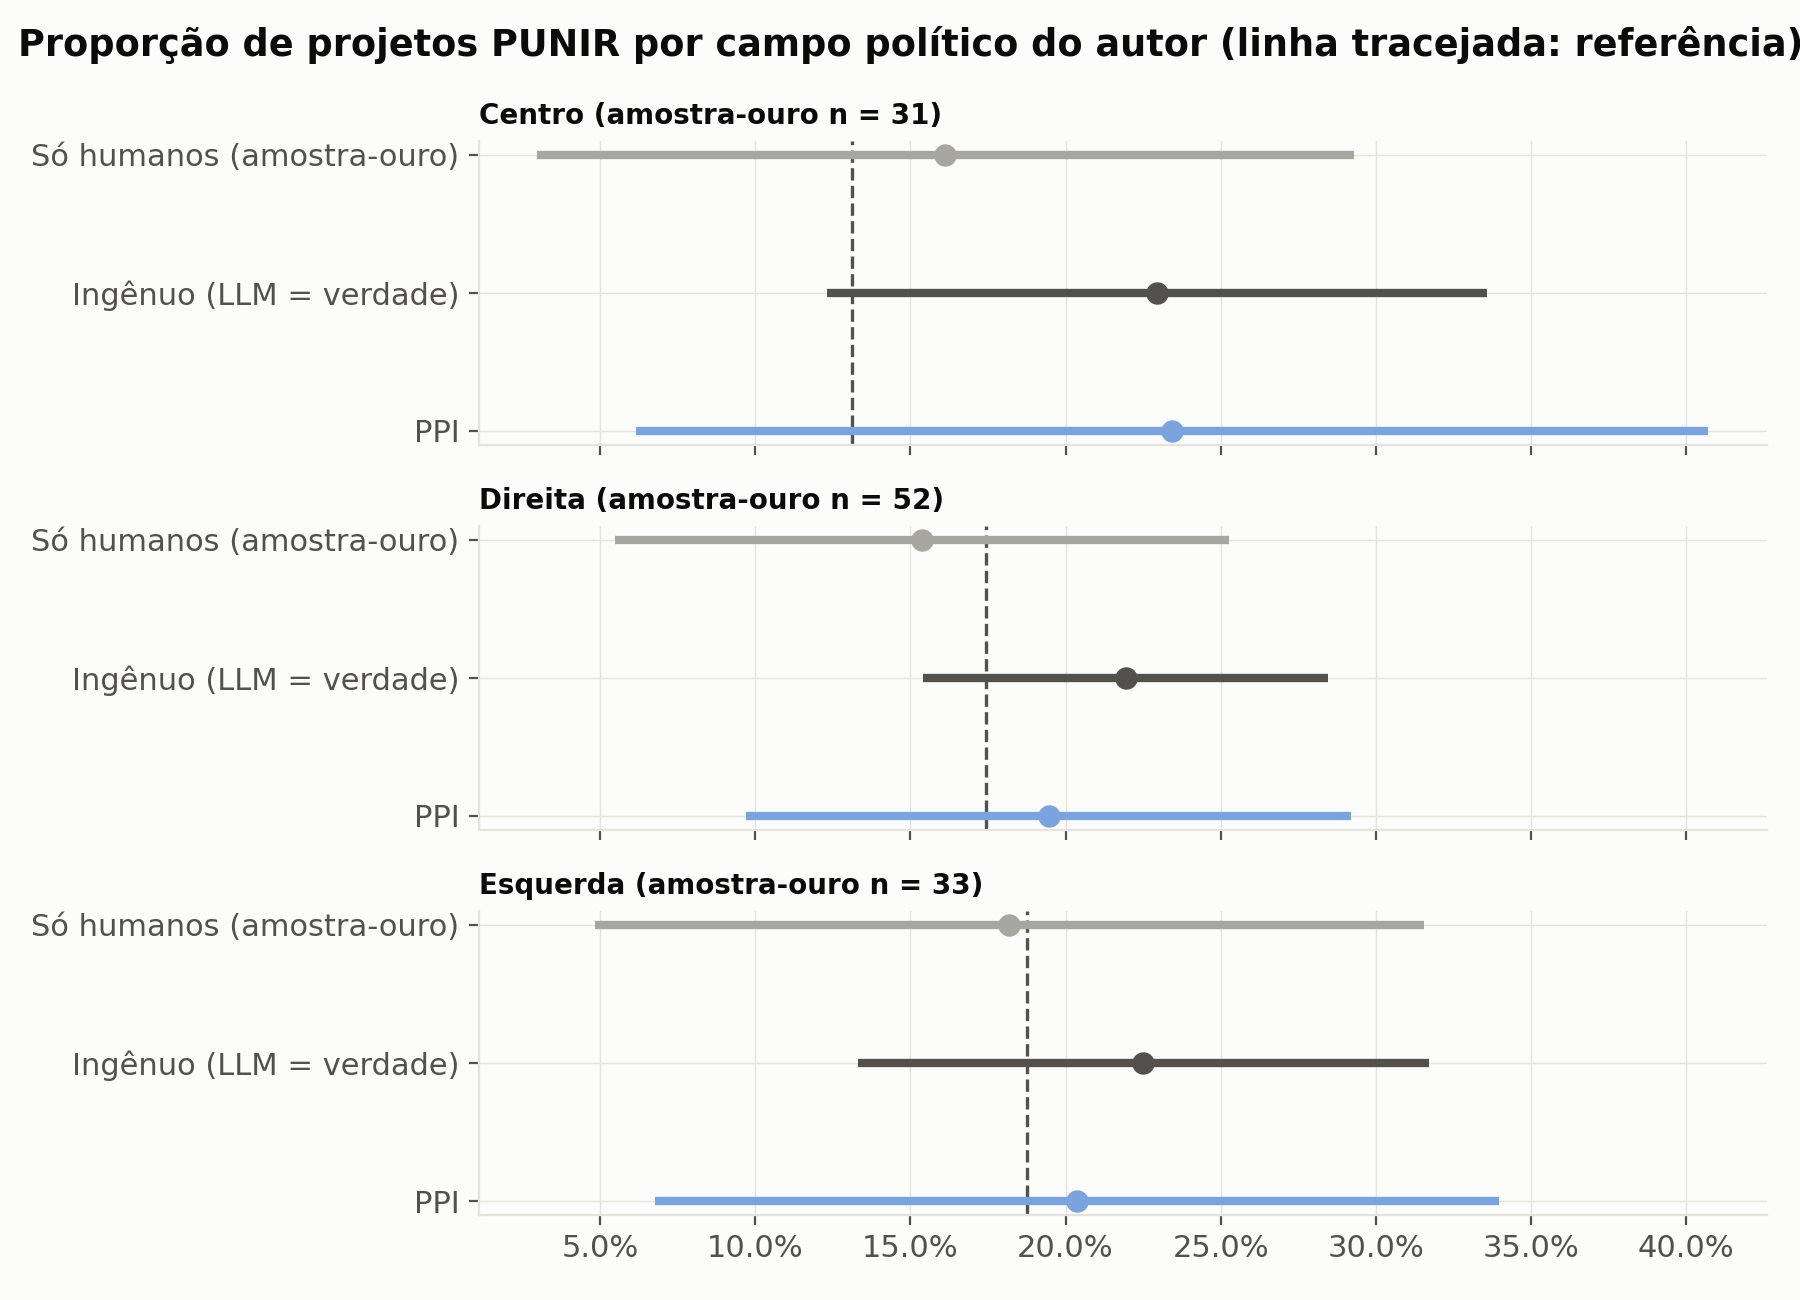 Proporção de projetos PUNIR por campo político do autor (linha tracejada: referência)
Centro (amostra-ouro n = 31)
Só humanos (amostra-ouro)
Ingênuo (LLM = verdade)
PPI
Direita (amostra-ouro n = 52)
Só humanos (amostra-ouro)
Ingênuo (LLM = verdade)
PPI
Esquerda (amostra-ouro n = 33)
Só humanos (amostra-ouro)
Ingênuo (LLM = verdade)
PPI
5.0% 10.0% 15.0% 20.0% 25.0% 30.0% 35.0% 40.0%